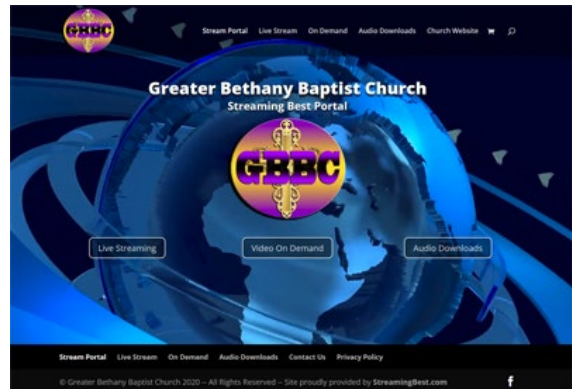 GBBC
Stream Portal Live Stream On Demand Audio Downloads Church Website
Greater Bethany Baptist Church
Streaming Best Portal
GBBC
Live Streaming Video On Demand Audio Downloads
Stream Portal Live Stream On Demand Audio Downloads Contact Us Privacy Policy
© Greater Bethany Baptist Church 2020 – All Rights Reserved – Site proudly provided by StreamingBest.com